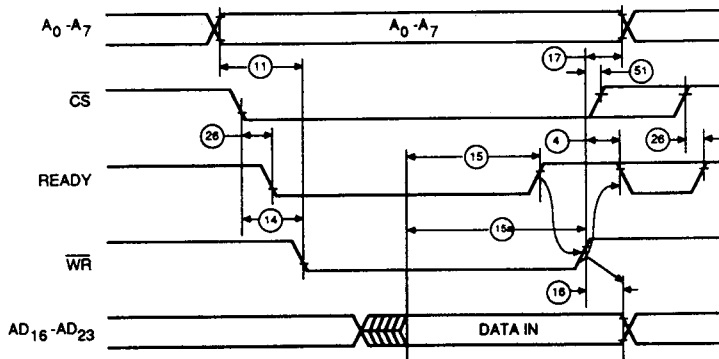 A0 -A7 A0 -A7
17
11 51
CS
26 4 26
15
READY
14
15a
WR
16
AD16 -AD23 DATA IN